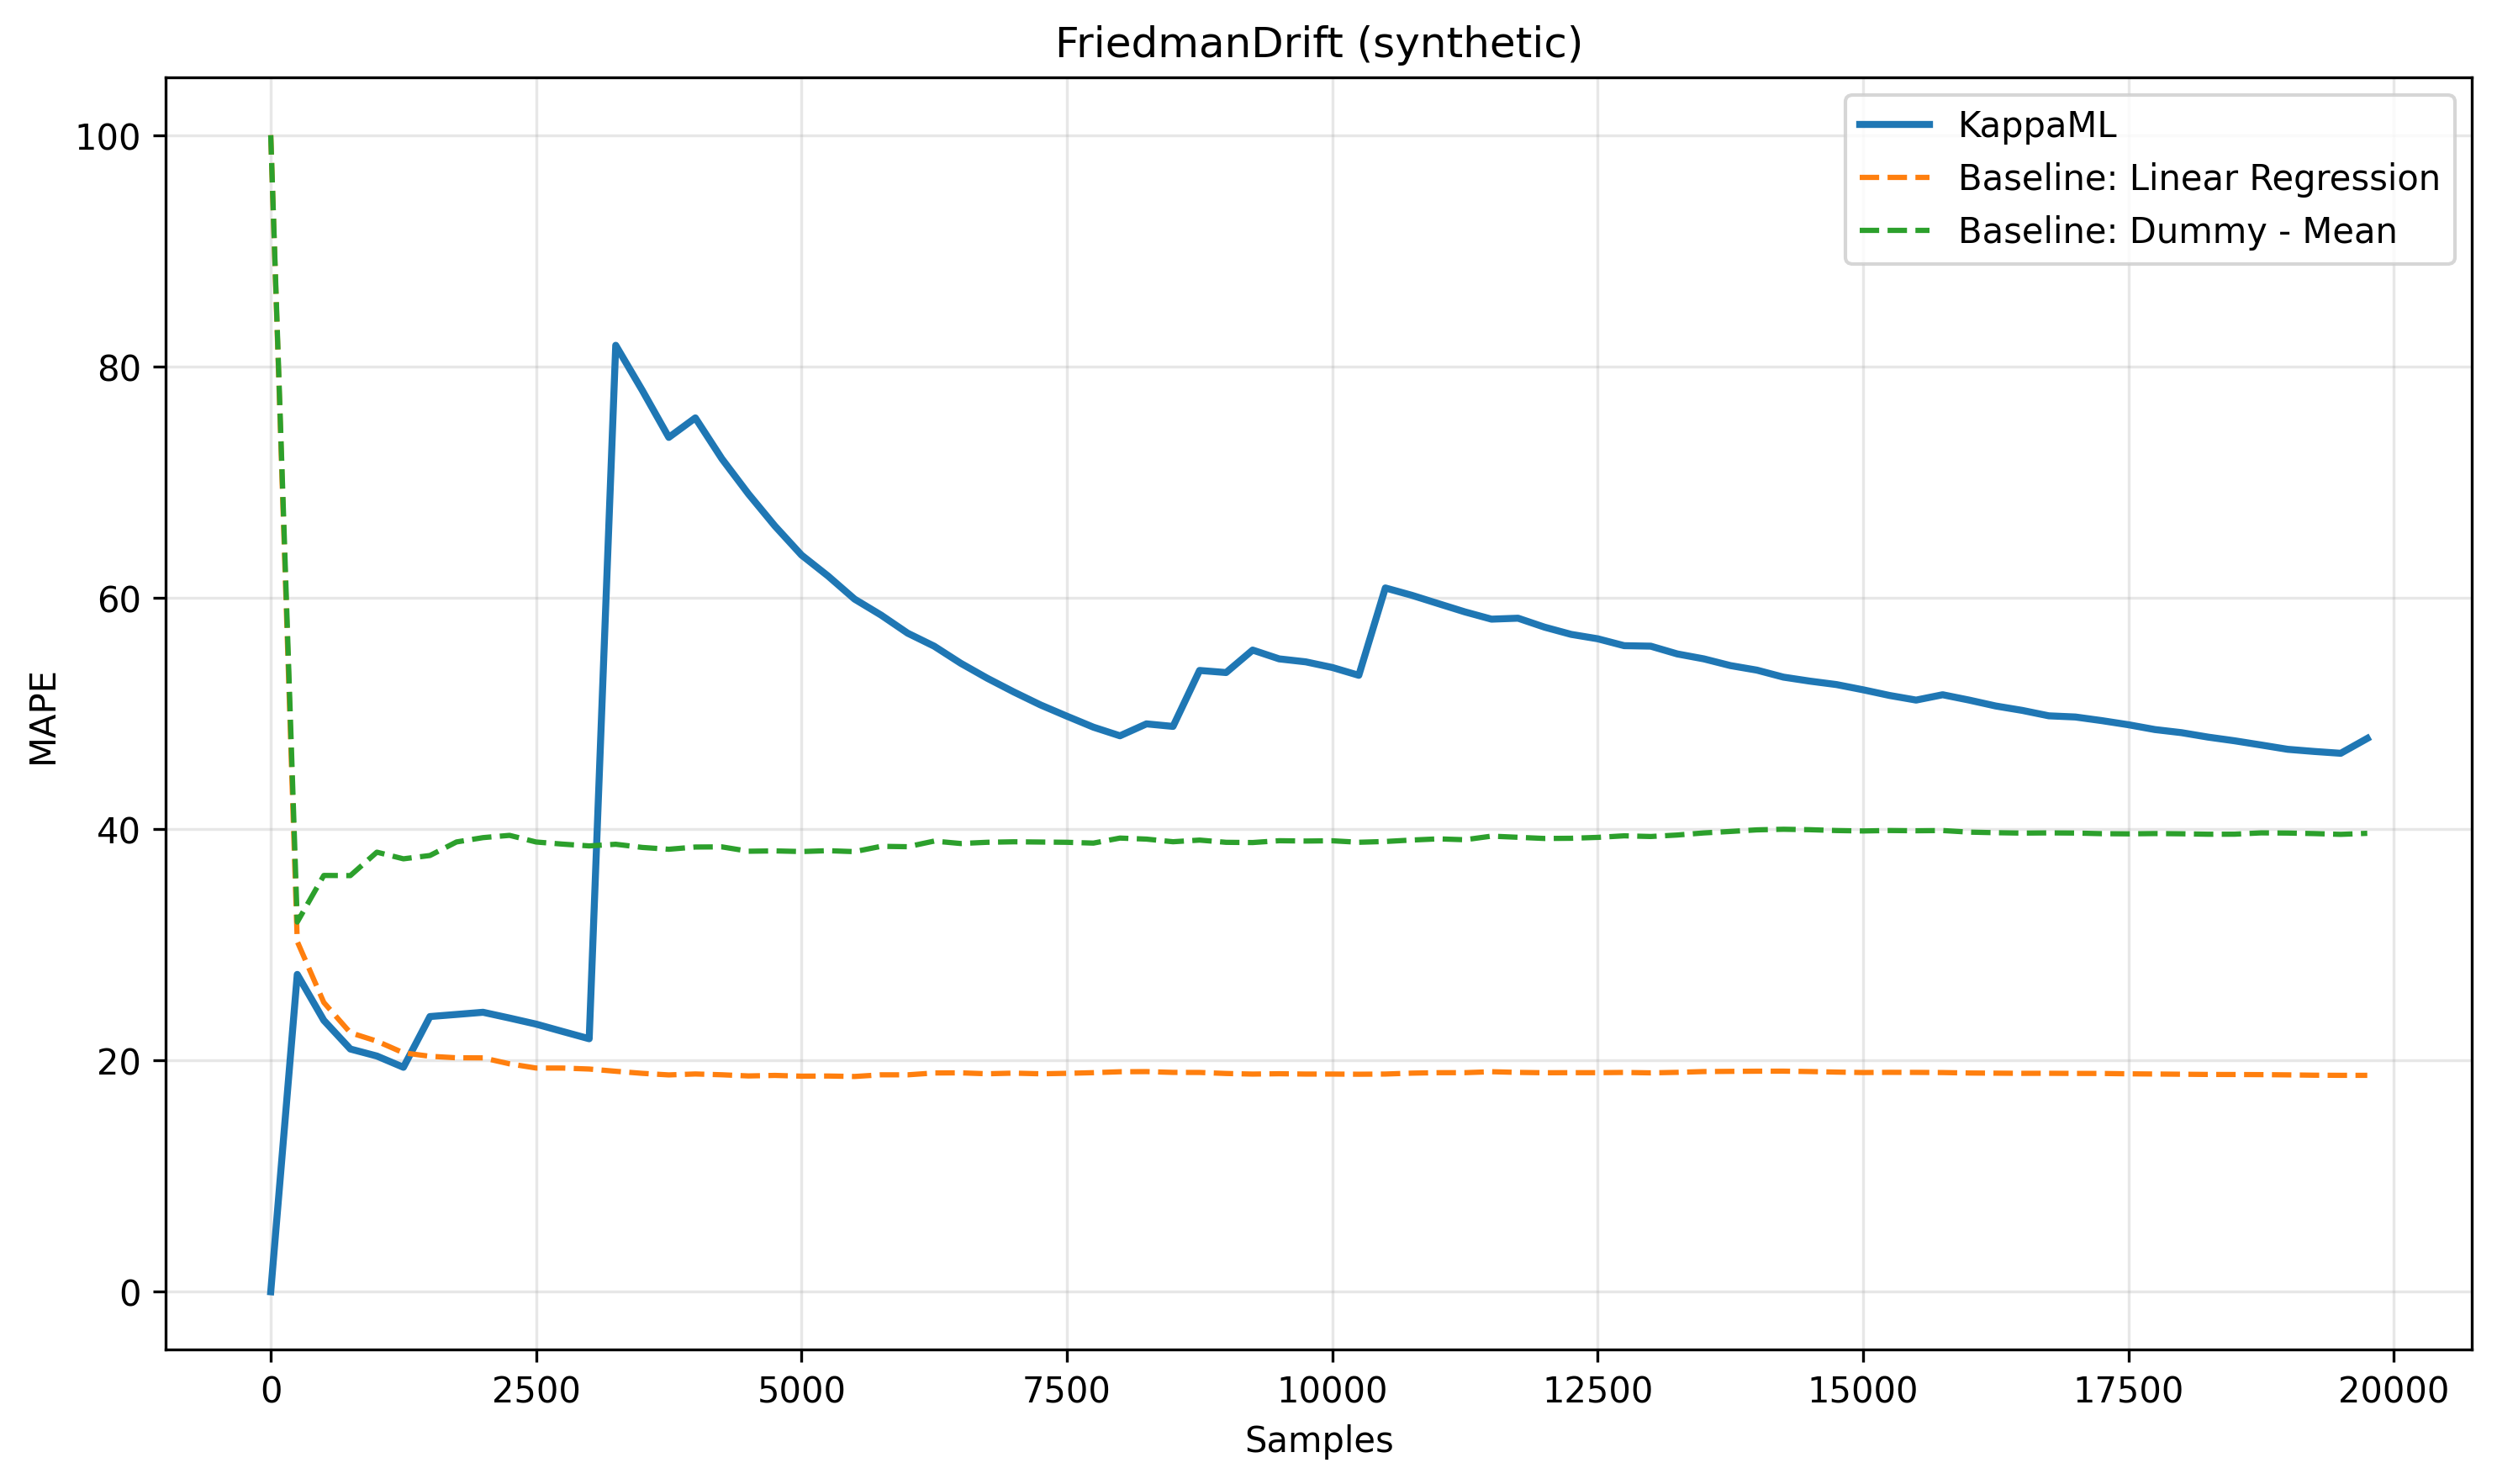 FriedmanDrift (synthetic)
KappaML
Baseline: Linear Regression
Baseline: Dummy - Mean
MAPE
100
80
60
40
20
0
0 2500 5000 7500 10000 12500 15000 17500 20000
Samples